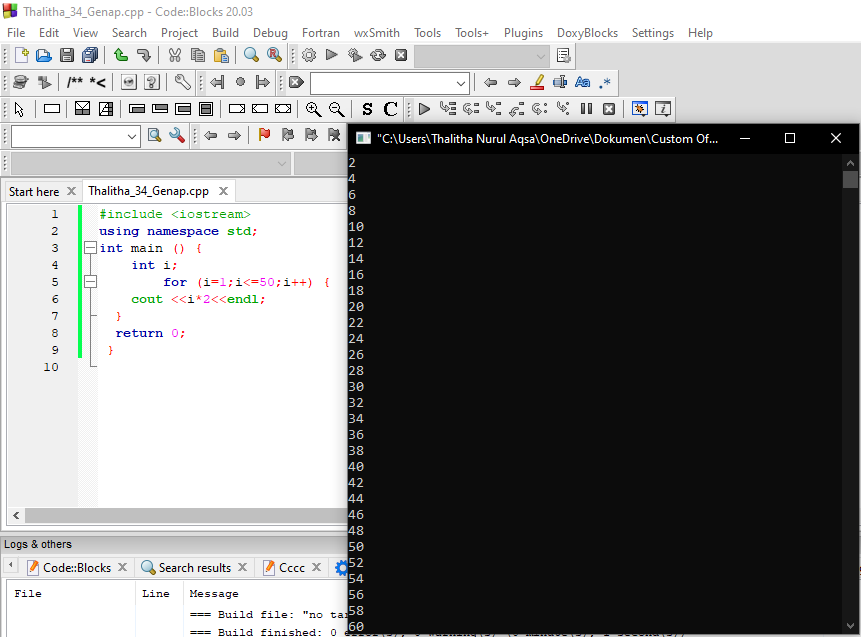 Thalitha_34_Genap.cpp - Code::Blocks 20.03
File Edit View Search Project Build Debug Fortran wxSmith Tools Tools+ Plugins DoxyBlocks Settings Help
/** *<
Aa .*
S C
"C:\Users\Thalitha Nurul Aqsa\OneDrive\Dokumen\Custom Of...
Start here Thalitha_34_Genap.cpp
1 #include <iostream>
2 using namespace std;
3 int main () {
4 int i;
5 for (i=1;i<=50;i++) {
6 cout <<i*2<<endl;
7 }
8 return 0;
9 }
10
2
4
6
8
10
12
14
16
18
20
22
24
26
28
30
32
34
36
38
40
42
44
46
48
50
52
54
56
58
60
Logs & others
Code::Blocks Search results Cccc
File Line Message
=== Build file: "no tar
=== Build finished: 0